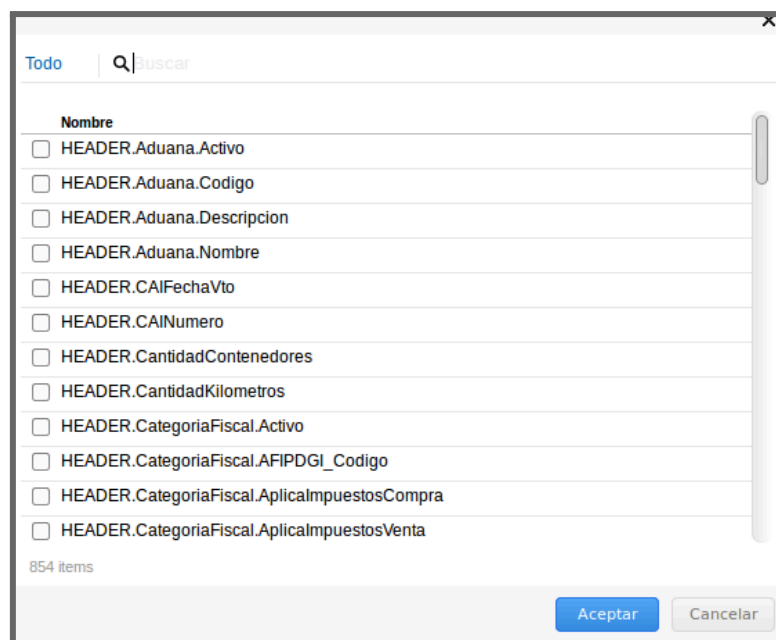 Todo
Buscar
Nombre
HEADER.Aduana.Activo
HEADER.Aduana.Codigo
HEADER.Aduana.Descripcion
HEADER.Aduana.Nombre
HEADER.CAIFechaVto
HEADER.CAINumero
HEADER.CantidadContenedores
HEADER.CantidadKilometros
HEADER.CategoriaFiscal.Activo
HEADER.CategoriaFiscal.AFIPDGI_Codigo
HEADER.CategoriaFiscal.AplicaImpuestosCompra
HEADER.CategoriaFiscal.AplicaImpuestosVenta
854 items
Aceptar
Cancelar